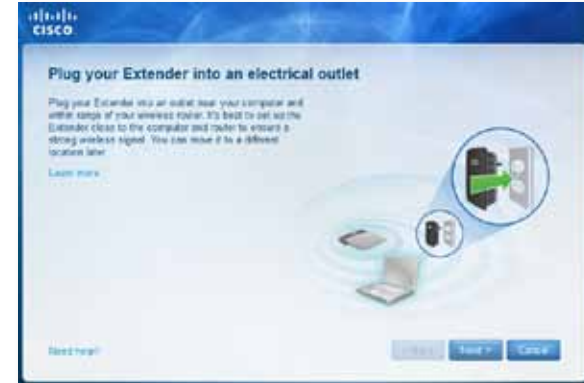 CISCO
Plug your Extender into an electrical outlet
Plug your Extender into an outlet near your computer and
within range of your wireless router. It's best to set up the
Extender close to the computer and router to ensure a
strong wireless signal. You can move it to a different
location later.
Learn more
Need help?
Next >
Cancel